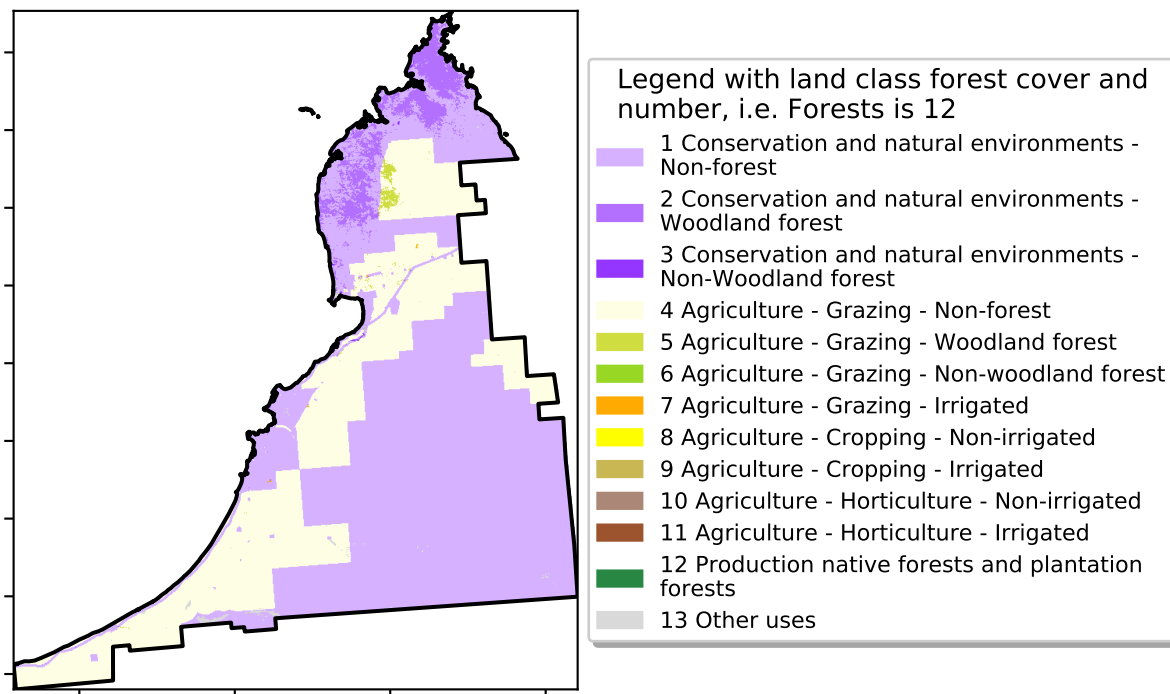 Legend with land class forest cover and
number, i.e. Forests is 12
1 Conservation and natural environments -
Non-forest
2 Conservation and natural environments -
Woodland forest
3 Conservation and natural environments -
Non-Woodland forest
4 Agriculture - Grazing - Non-forest
5 Agriculture - Grazing - Woodland forest
6 Agriculture - Grazing - Non-woodland forest
7 Agriculture - Grazing - Irrigated
8 Agriculture - Cropping - Non-irrigated
9 Agriculture - Cropping - Irrigated
10 Agriculture - Horticulture - Non-irrigated
11 Agriculture - Horticulture - Irrigated
12 Production native forests and plantation
forests
13 Other uses